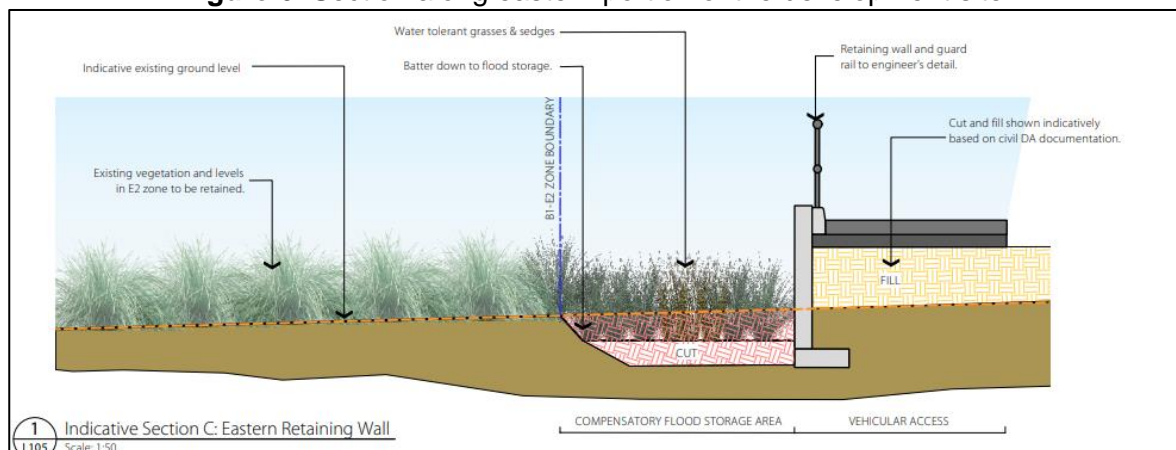 Water tolerant grasses & sedges
Indicative existing ground level
Batter down to flood storage.
Retaining wall and guard
rail to engineer's detail.
Cut and fill shown indicatively
based on civil DA documentation.
Existing vegetation and levels
in E2 zone to be retained.
B1-E2 ZONE BOUNDARY
FILL
CUT
COMPENSATORY FLOOD STORAGE AREA
VEHICULAR ACCESS
1
L105
Indicative Section C: Eastern Retaining Wall
Scale: 1:50